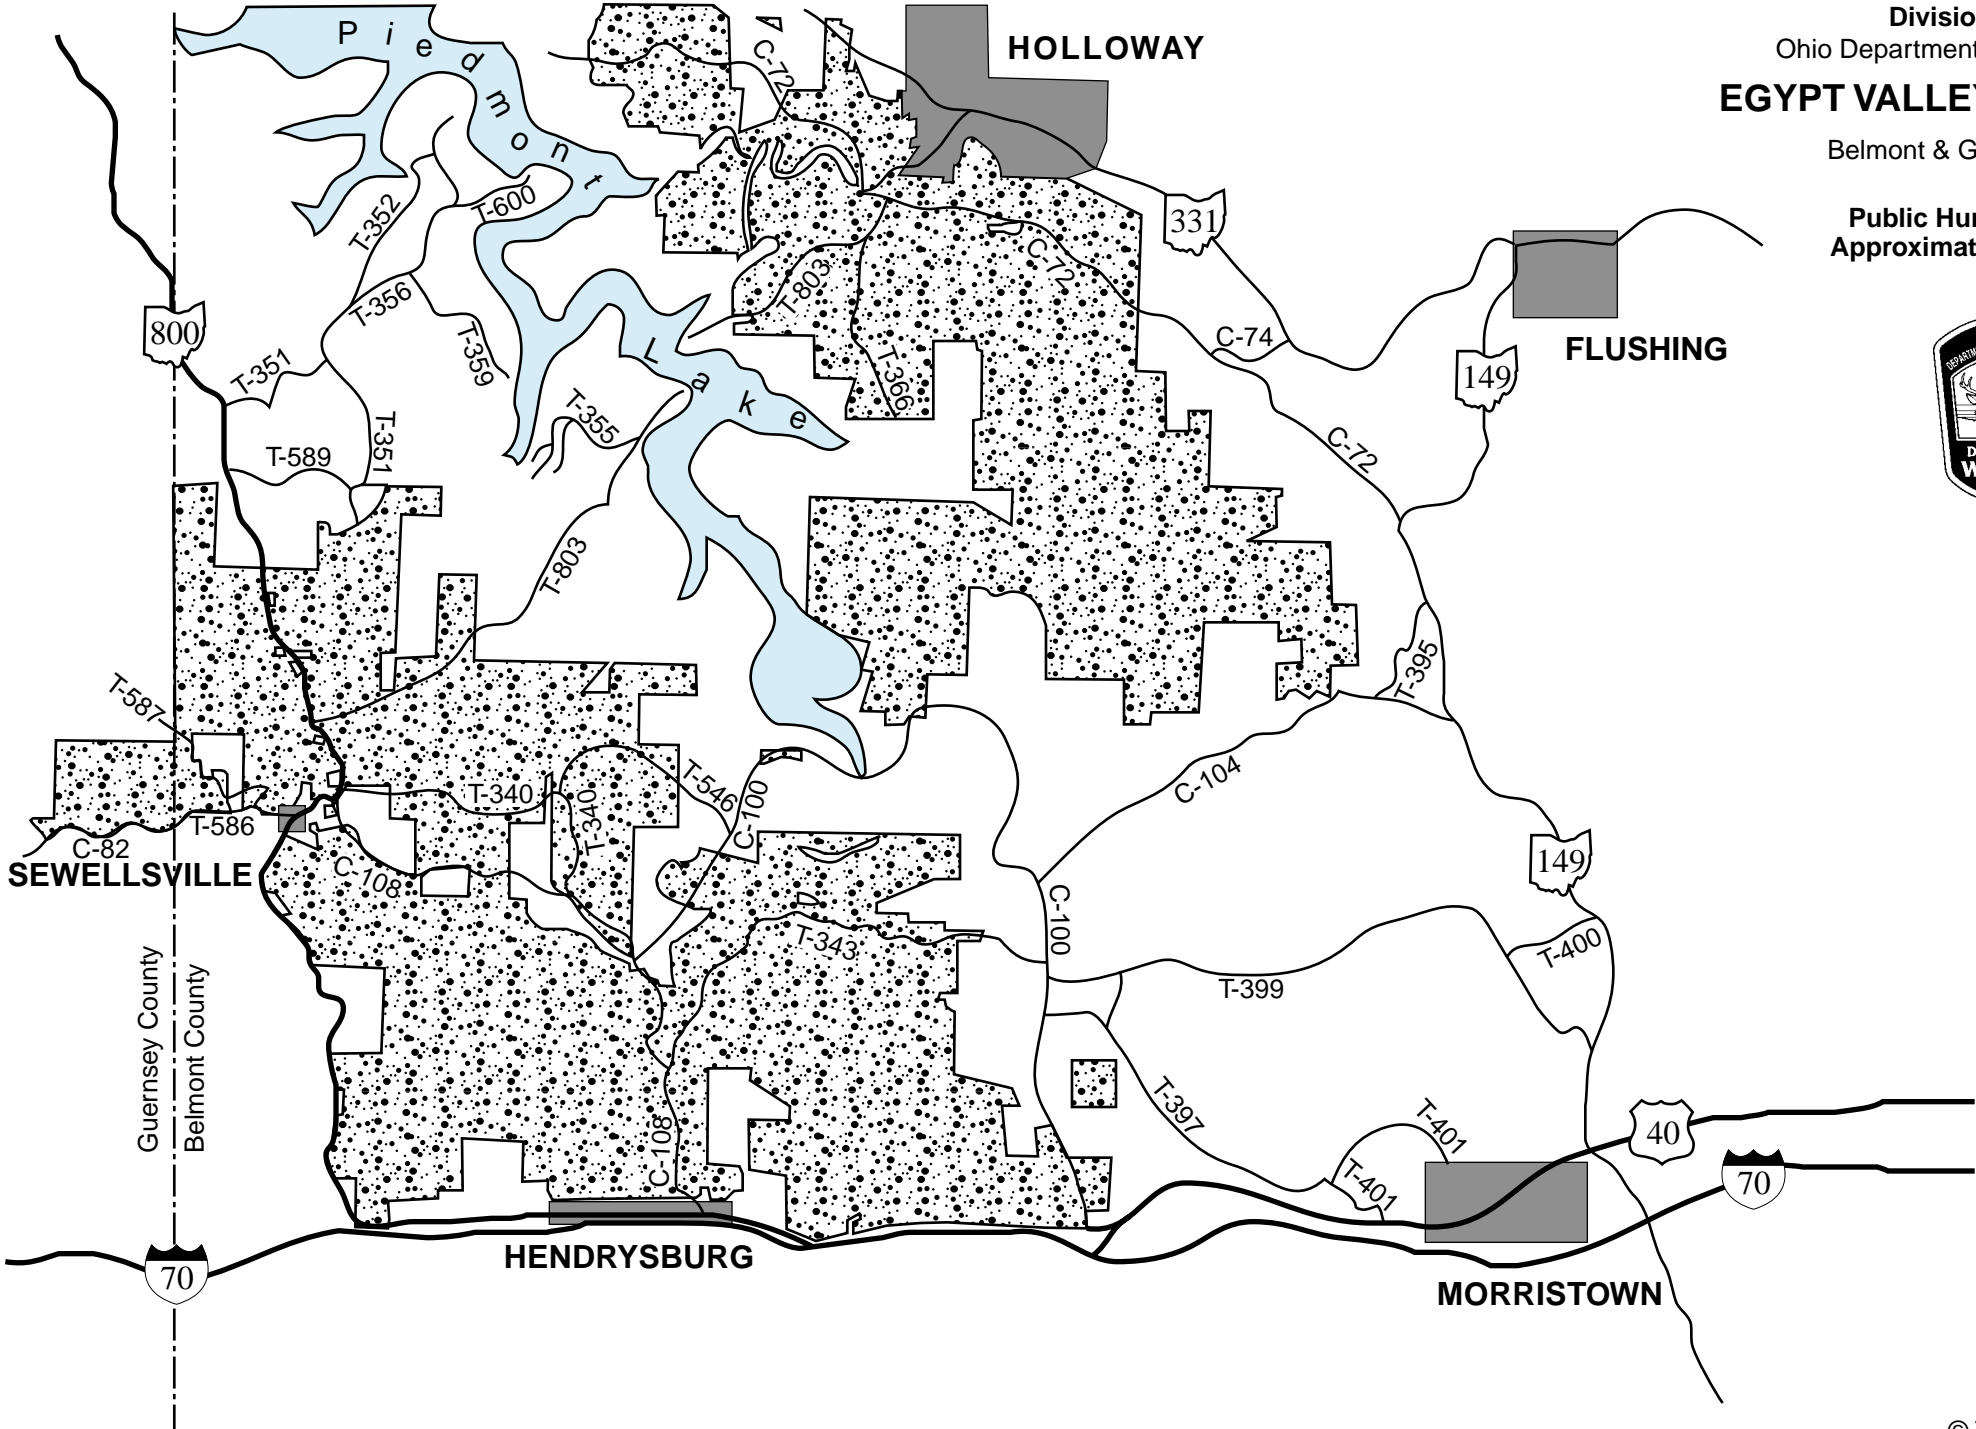 Divisio
Ohio Department
EGYPT VALLEY
Belmont & G
Public Hun
Approximat
HOLLOWAY
Piedmont
Lake
C-72
331
T-600
T-352
T-356
T-359
T-803
C-72
T-366
C-74
FLUSHING
149
800
T-351
T-351
T-589
T-355
C-72
T-803
T-395
T-587
T-586
C-82
SEWELLSVILLE
T-340
T-340
T-546
C-100
C-108
C-104
149
T-343
C-100
T-400
T-399
Guernsey County
Belmont County
T-397
T-401
T-401
C-108
40
70
70
HENDRYSBURG
MORRISTOWN
DEPARTMENT
©